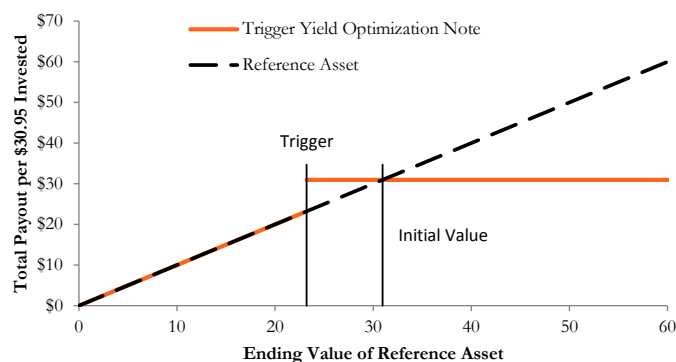 $70
Trigger Yield Optimization Note
Reference Asset
$60
$50
$40
Trigger
$30
Initial Value
$20
$10
$0
0 10 20 30 40 50 60
Total Payout per $30.95 Invested
Ending Value of Reference Asset